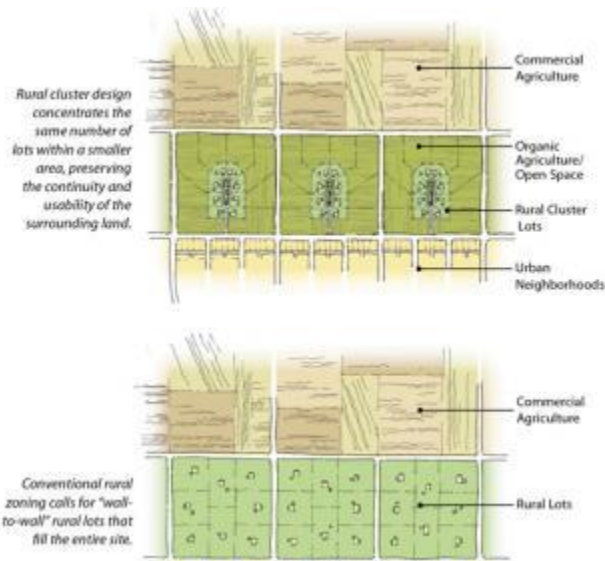 Rural cluster design
concentrates the
same number of
lots within a smaller
area, preserving
the continuity and
usability of the
surrounding land.
Commercial
Agriculture
Organic
Agriculture/
Open Space
Rural Cluster
Lots
Urban
Neighborhoods
Conventional rural
zoning calls for "wall-
to-wall" rural lots that
fill the entire site.
Commercial
Agriculture
Rural Lots